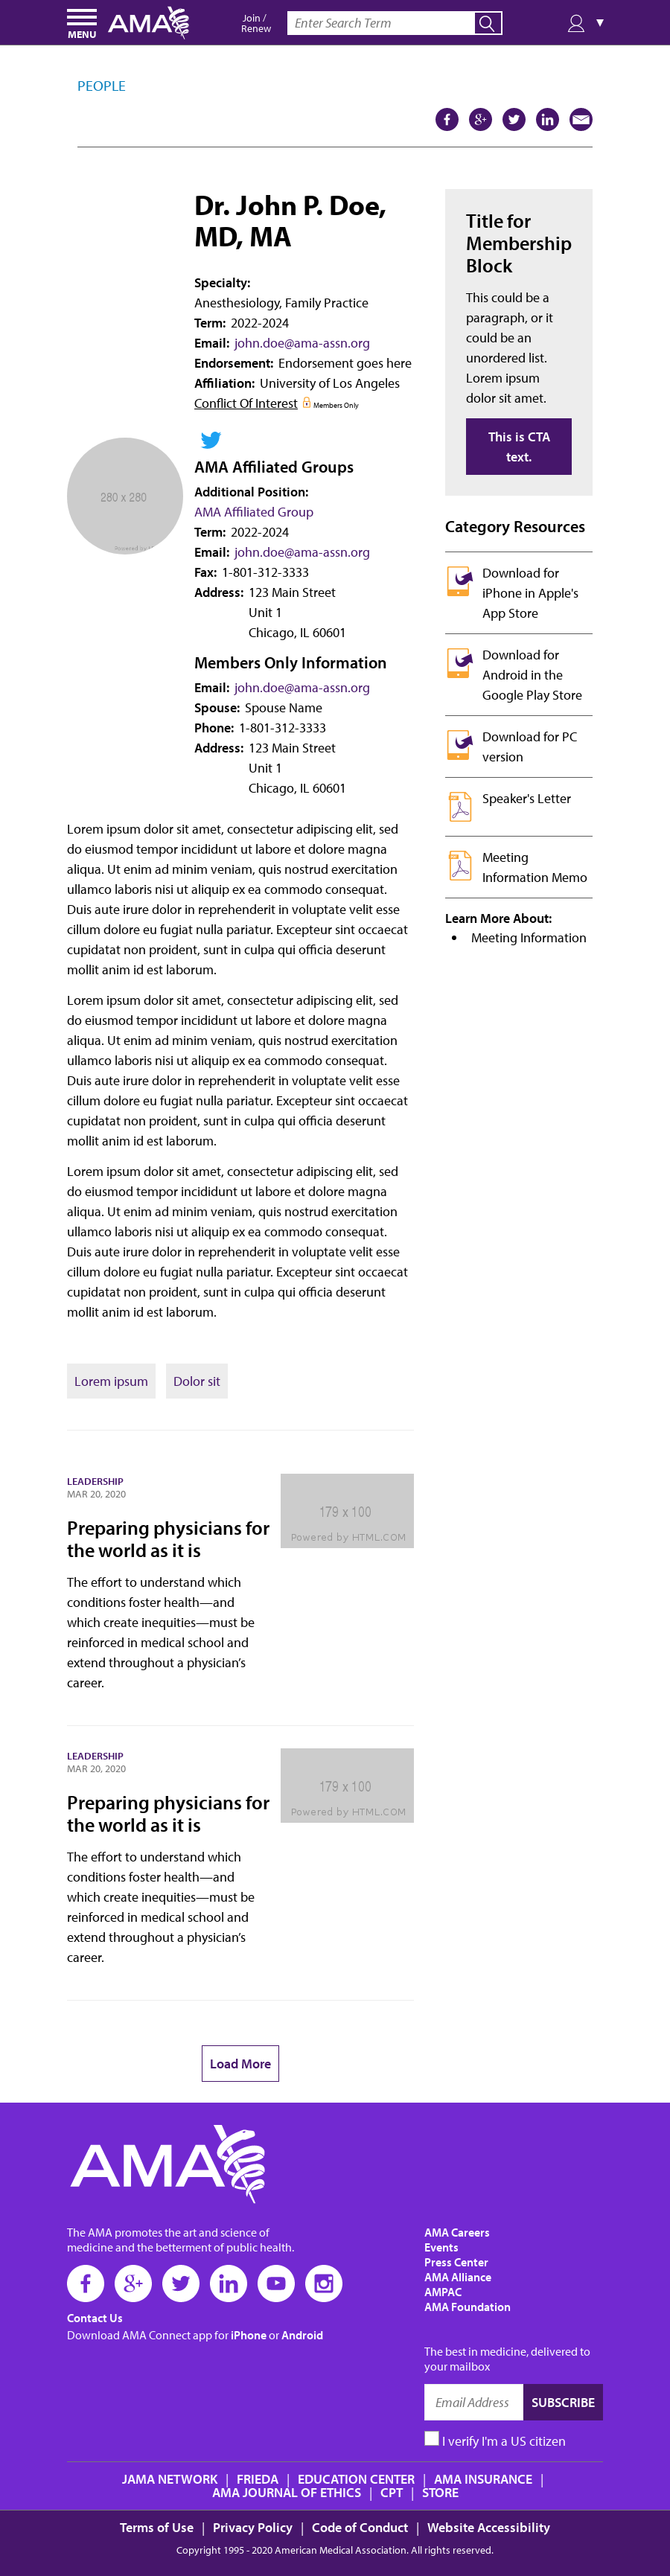 MENU
AMA
Join /
Renew
Enter Search Term
PEOPLE
Dr. John P. Doe,
MD, MA
Specialty:
Anesthesiology, Family Practice
Term: 2022-2024
Email: john.doe@ama-assn.org
Endorsement: Endorsement goes here
Affiliation: University of Los Angeles
Conflict Of Interest Members Only
280 x 280
Powered by
AMA Affiliated Groups
Additional Position:
AMA Affiliated Group
Term: 2022-2024
Email: john.doe@ama-assn.org
Fax: 1-801-312-3333
Address: 123 Main Street
Unit 1
Chicago, IL 60601
Members Only Information
Email: john.doe@ama-assn.org
Spouse: Spouse Name
Phone: 1-801-312-3333
Address: 123 Main Street
Unit 1
Chicago, IL 60601
Lorem ipsum dolor sit amet, consectetur adipiscing elit, sed
do eiusmod tempor incididunt ut labore et dolore magna
aliqua. Ut enim ad minim veniam, quis nostrud exercitation
ullamco laboris nisi ut aliquip ex ea commodo consequat.
Duis aute irure dolor in reprehenderit in voluptate velit esse
cillum dolore eu fugiat nulla pariatur. Excepteur sint occaecat
cupidatat non proident, sunt in culpa qui officia deserunt
mollit anim id est laborum.
Lorem ipsum dolor sit amet, consectetur adipiscing elit, sed
do eiusmod tempor incididunt ut labore et dolore magna
aliqua. Ut enim ad minim veniam, quis nostrud exercitation
ullamco laboris nisi ut aliquip ex ea commodo consequat.
Duis aute irure dolor in reprehenderit in voluptate velit esse
cillum dolore eu fugiat nulla pariatur. Excepteur sint occaecat
cupidatat non proident, sunt in culpa qui officia deserunt
mollit anim id est laborum.
Lorem ipsum dolor sit amet, consectetur adipiscing elit, sed
do eiusmod tempor incididunt ut labore et dolore magna
aliqua. Ut enim ad minim veniam, quis nostrud exercitation
ullamco laboris nisi ut aliquip ex ea commodo consequat.
Duis aute irure dolor in reprehenderit in voluptate velit esse
cillum dolore eu fugiat nulla pariatur. Excepteur sint occaecat
cupidatat non proident, sunt in culpa qui officia deserunt
mollit anim id est laborum.
Lorem ipsum Dolor sit
LEADERSHIP
MAR 20, 2020
Preparing physicians for
the world as it is
The effort to understand which
conditions foster health—and
which create inequities—must be
reinforced in medical school and
extend throughout a physician’s
career.
179 x 100
Powered by HTML.COM
LEADERSHIP
MAR 20, 2020
Preparing physicians for
the world as it is
The effort to understand which
conditions foster health—and
which create inequities—must be
reinforced in medical school and
extend throughout a physician’s
career.
179 x 100
Powered by HTML.COM
Load More
Title for
Membership
Block
This could be a
paragraph, or it
could be an
unordered list.
Lorem ipsum
dolor sit amet.
This is CTA
text.
Category Resources
Download for
iPhone in Apple's
App Store
Download for
Android in the
Google Play Store
Download for PC
version
Speaker's Letter
Meeting
Information Memo
Learn More About:
• Meeting Information
AMA
The AMA promotes the art and science of
medicine and the betterment of public health.
Contact Us
Download AMA Connect app for iPhone or Android
AMA Careers
Events
Press Center
AMA Alliance
AMPAC
AMA Foundation
The best in medicine, delivered to
your mailbox
Email Address SUBSCRIBE
I verify I'm a US citizen
JAMA NETWORK | FRIEDA | EDUCATION CENTER | AMA INSURANCE |
AMA JOURNAL OF ETHICS | CPT | STORE
Terms of Use | Privacy Policy | Code of Conduct | Website Accessibility
Copyright 1995 - 2020 American Medical Association. All rights reserved.